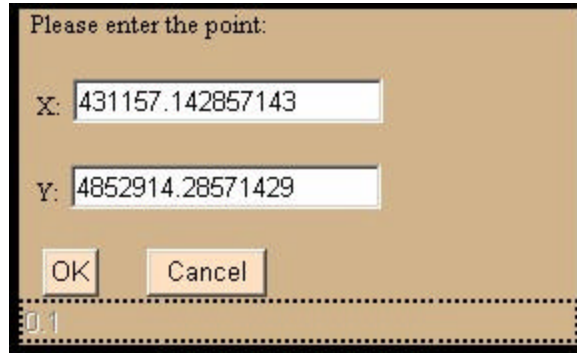 Please enter the point:
X: 431157.142857143
Y: 4852914.28571429
OK Cancel
0.1